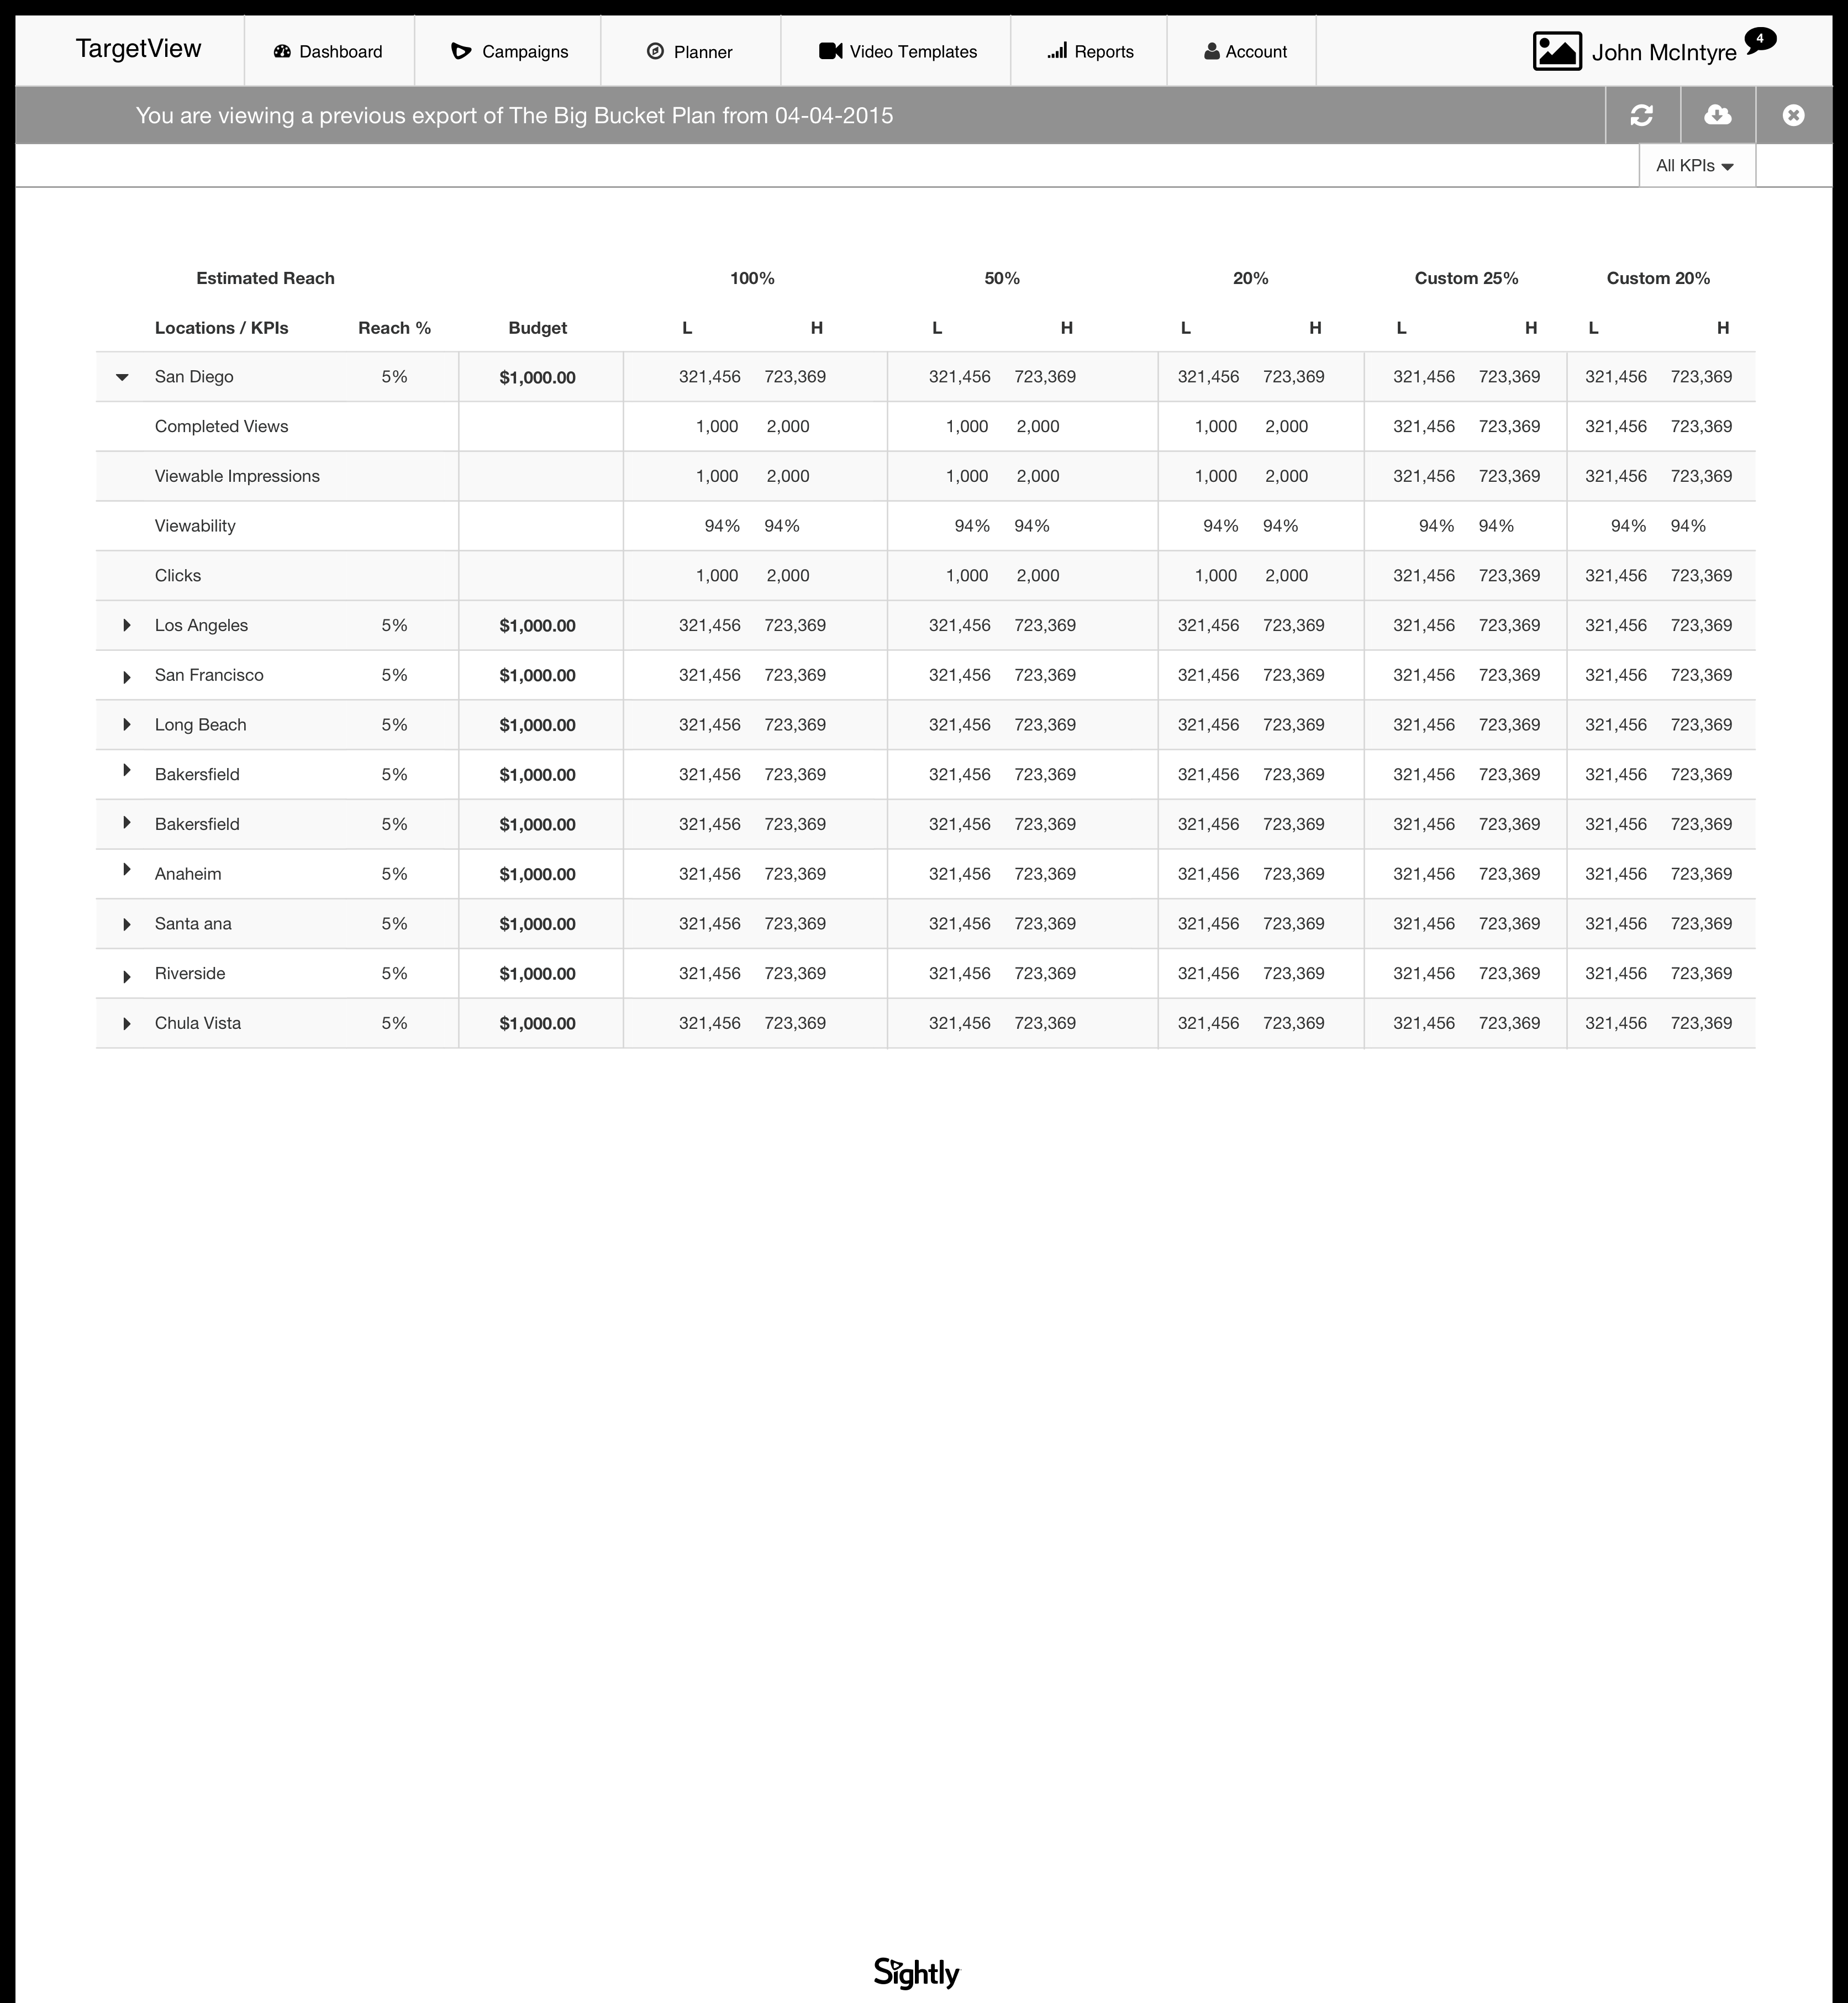 TargetView Dashboard Campaigns Planner Video Templates Reports Account John McIntyre 4
You are viewing a previous export of The Big Bucket Plan from 04-04-2015
All KPIs
Estimated Reach 100% 50% 20% Custom 25% Custom 20%
Locations / KPIs Reach % Budget L H L H L H L H L H
San Diego 5% $1,000.00 321,456 723,369 321,456 723,369 321,456 723,369 321,456 723,369 321,456 723,369
Completed Views 1,000 2,000 1,000 2,000 1,000 2,000 321,456 723,369 321,456 723,369
Viewable Impressions 1,000 2,000 1,000 2,000 1,000 2,000 321,456 723,369 321,456 723,369
Viewability 94% 94% 94% 94% 94% 94% 94% 94% 94% 94%
Clicks 1,000 2,000 1,000 2,000 1,000 2,000 321,456 723,369 321,456 723,369
Los Angeles 5% $1,000.00 321,456 723,369 321,456 723,369 321,456 723,369 321,456 723,369 321,456 723,369
San Francisco 5% $1,000.00 321,456 723,369 321,456 723,369 321,456 723,369 321,456 723,369 321,456 723,369
Long Beach 5% $1,000.00 321,456 723,369 321,456 723,369 321,456 723,369 321,456 723,369 321,456 723,369
Bakersfield 5% $1,000.00 321,456 723,369 321,456 723,369 321,456 723,369 321,456 723,369 321,456 723,369
Bakersfield 5% $1,000.00 321,456 723,369 321,456 723,369 321,456 723,369 321,456 723,369 321,456 723,369
Anaheim 5% $1,000.00 321,456 723,369 321,456 723,369 321,456 723,369 321,456 723,369 321,456 723,369
Santa ana 5% $1,000.00 321,456 723,369 321,456 723,369 321,456 723,369 321,456 723,369 321,456 723,369
Riverside 5% $1,000.00 321,456 723,369 321,456 723,369 321,456 723,369 321,456 723,369 321,456 723,369
Chula Vista 5% $1,000.00 321,456 723,369 321,456 723,369 321,456 723,369 321,456 723,369 321,456 723,369
Sightly